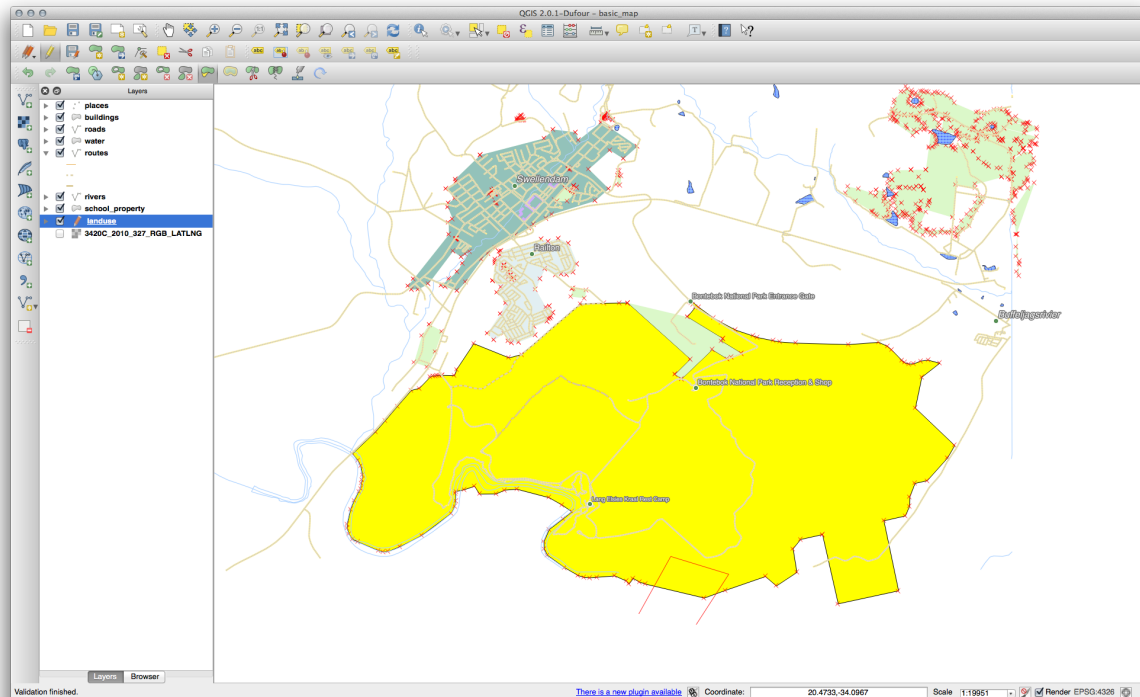 QGIS 2.0.1-Dufour - basic_map
Layers
places
buildings
roads
water
routes
rivers
school_property
landuse
3420C_2010_327_RGB_LATLNG
Swellendam
Railton
Bontebok National Park Entrance Gate
Buffeljagsrivier
Bontebok National Park Reception & Shop
Lang Elsies Kraal Rest Camp
Layers Browser
Validation finished. There is a new plugin available Coordinate: 20.4733,-34.0967 Scale 1:19951 Render EPSG:4326